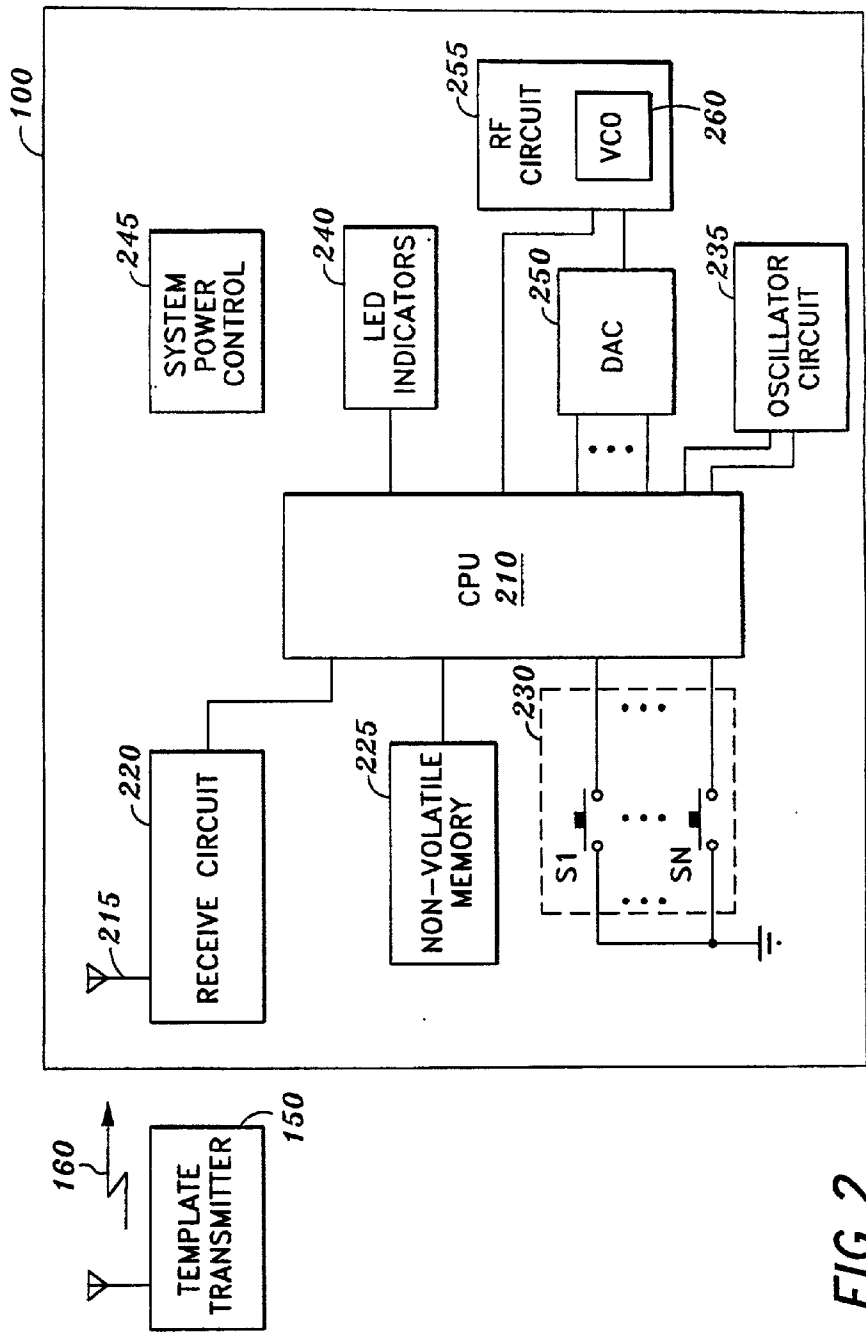 100
160
TEMPLATE
TRANSMITTER
150
215
RECEIVE CIRCUIT
220
NON-VOLATILE
MEMORY
225
S1
SN
230
CPU
210
SYSTEM
POWER
CONTROL
245
LED
INDICATORS
240
DAC
250
RF
CIRCUIT
255
VCO
260
OSCILLATOR
CIRCUIT
235
FIG. 2